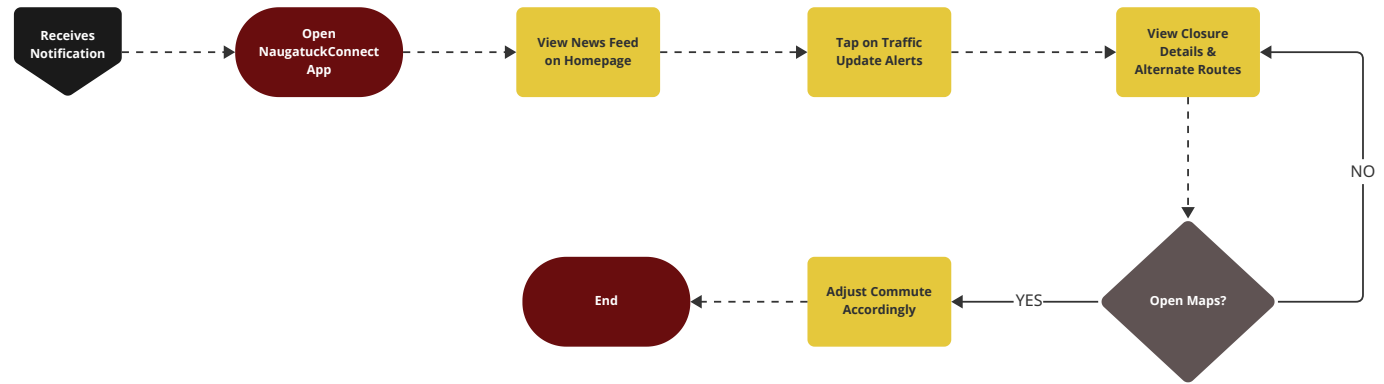 Receives
Notification
Open
NaugatuckConnect
App
View News Feed
on Homepage
Tap on Traffic
Update Alerts
View Closure
Details &
Alternate Routes
NO
Open Maps?
YES
Adjust Commute
Accordingly
End